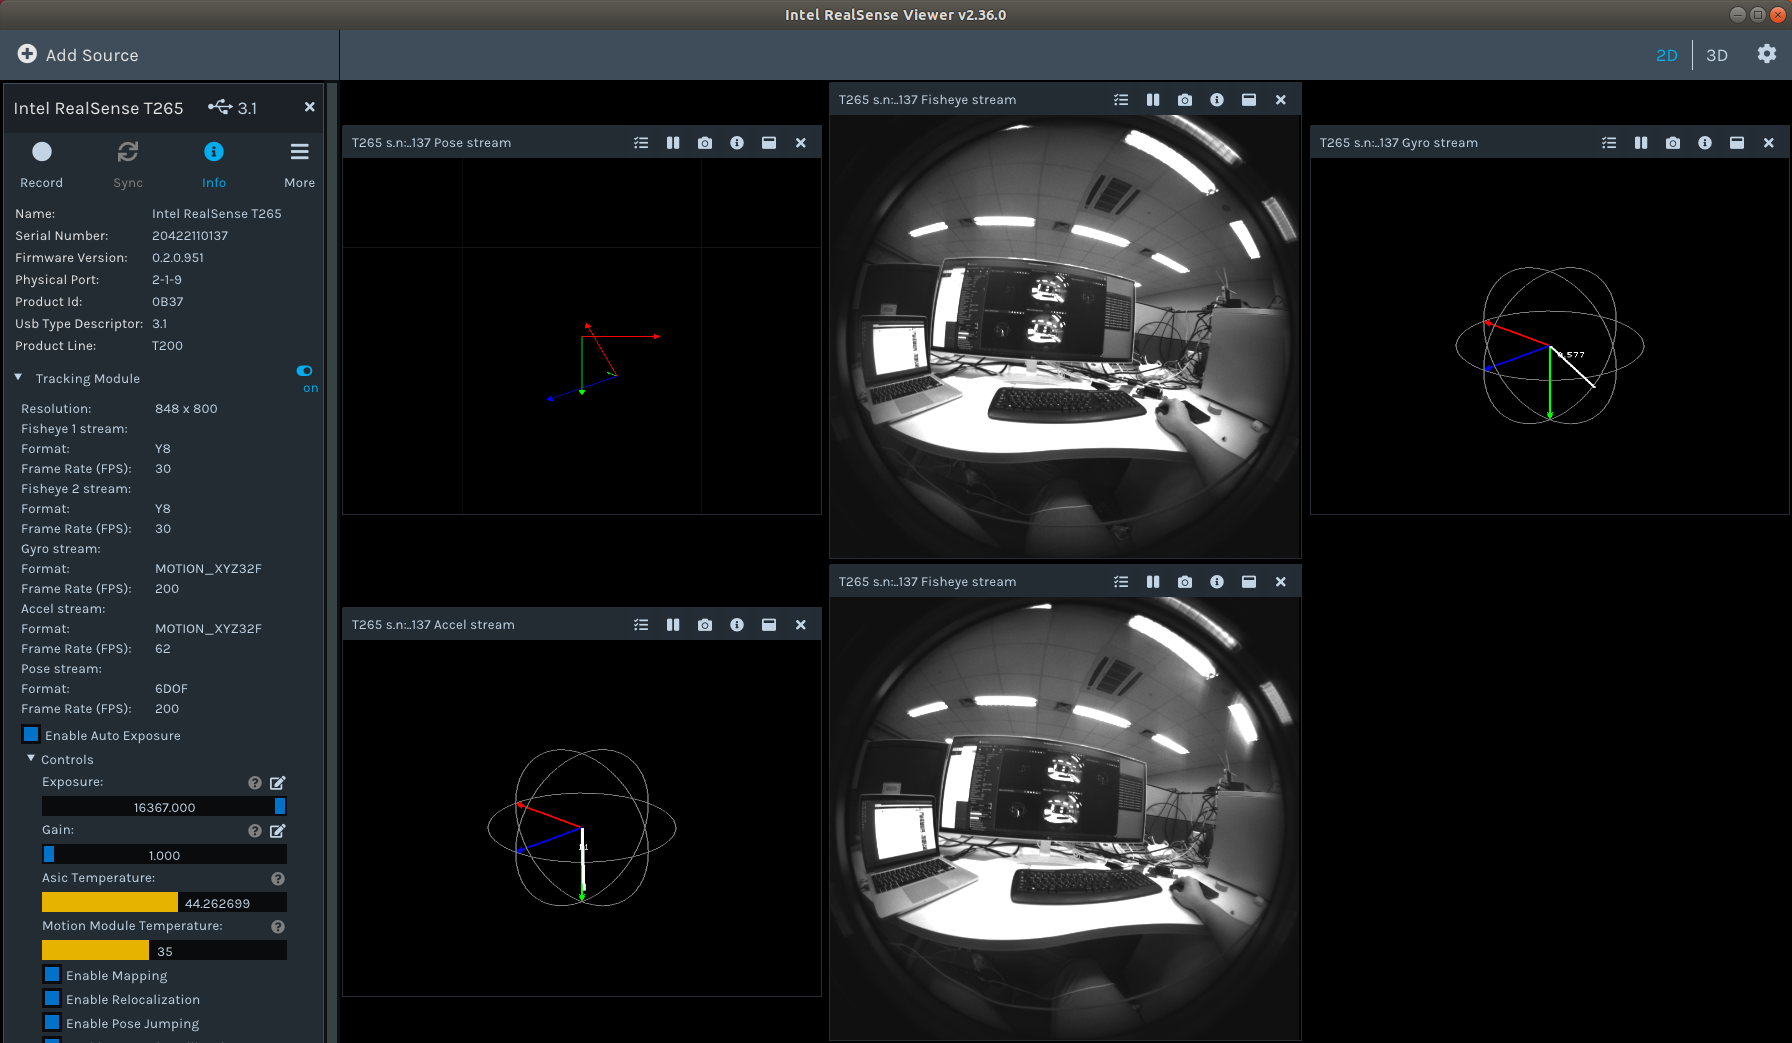 Intel RealSense Viewer v2.36.0
Add Source
2D
3D
Intel RealSense T265
3.1
Record
Sync
Info
More
Name: Intel RealSense T265
Serial Number: 20422110137
Firmware Version: 0.2.0.951
Physical Port: 2-1-9
Product Id: 0B37
Usb Type Descriptor: 3.1
Product Line: T200
Tracking Module
on
Resolution: 848 x 800
Fisheye 1 stream:
Format: Y8
Frame Rate (FPS): 30
Fisheye 2 stream:
Format: Y8
Frame Rate (FPS): 30
Gyro stream:
Format: MOTION_XYZ32F
Frame Rate (FPS): 200
Accel stream:
Format: MOTION_XYZ32F
Frame Rate (FPS): 62
Pose stream:
Format: 6DOF
Frame Rate (FPS): 200
Enable Auto Exposure
Controls
Exposure:
16367.000
Gain:
1.000
Asic Temperature:
44.262699
Motion Module Temperature:
35
Enable Mapping
Enable Relocalization
Enable Pose Jumping
T265 s.n:..137 Pose stream
T265 s.n:..137 Fisheye stream
T265 s.n:..137 Gyro stream
T265 s.n:..137 Accel stream
T265 s.n:..137 Fisheye stream